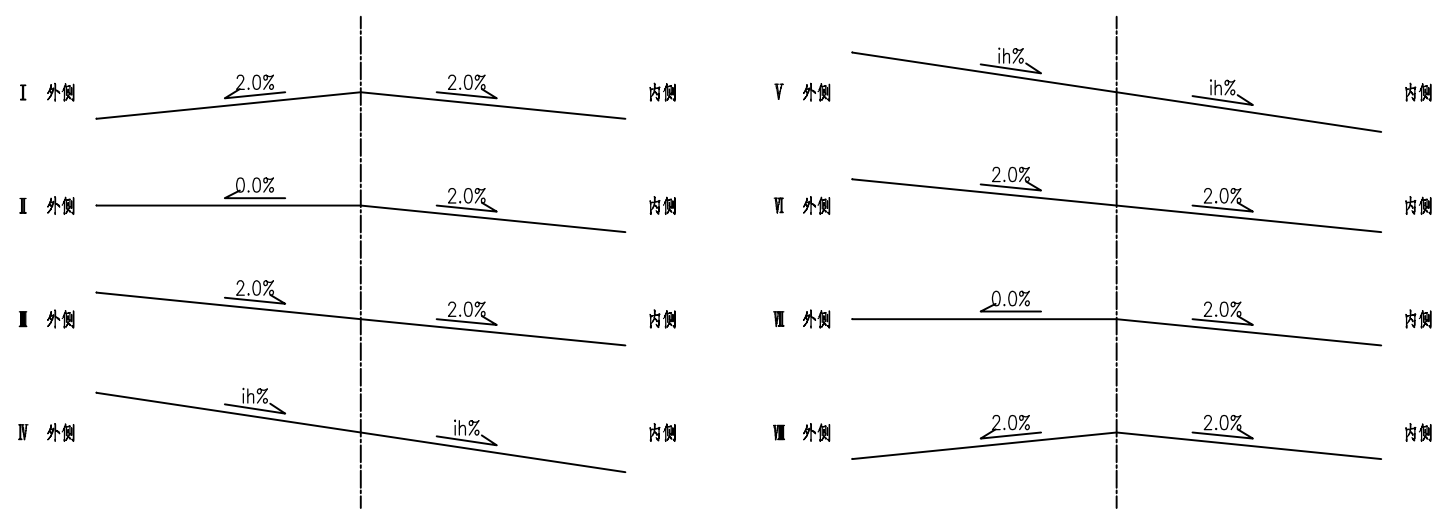 Ⅰ 外侧 2.0% 2.0% 内侧
Ⅱ 外侧 0.0% 2.0% 内侧
Ⅲ 外侧 2.0% 2.0% 内侧
Ⅳ 外侧 ih% ih% 内侧
Ⅴ 外侧 ih% ih% 内侧
Ⅵ 外侧 2.0% 2.0% 内侧
Ⅶ 外侧 0.0% 2.0% 内侧
Ⅷ 外侧 2.0% 2.0% 内侧